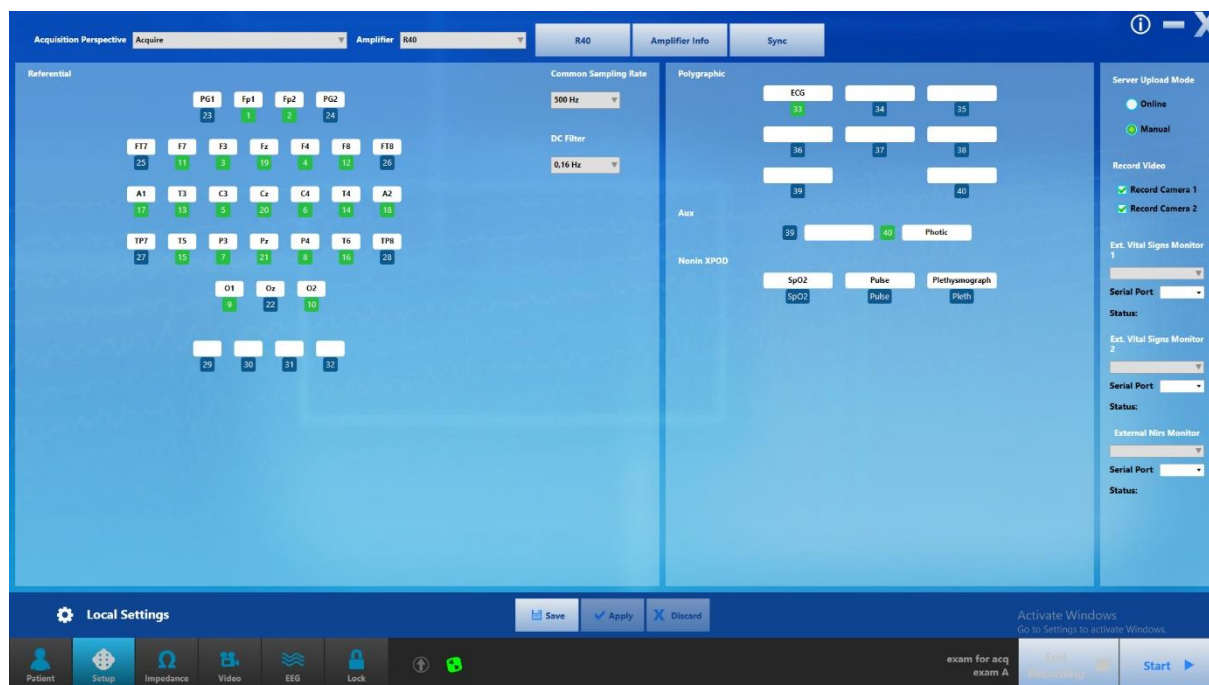 Acquisition Perspective Acquire Amplifier R40 R40 Amplifier Info Sync
Referential
PG1 Fp1 Fp2 PG2
23 1 2 24
FT7 F7 F3 Fz F4 F8 FT8
25 11 3 19 4 12 26
A1 T3 C3 Cz C4 T4 A2
17 13 5 20 6 14 18
TP7 T5 P3 Pz P4 T6 TP8
27 15 7 21 8 16 28
O1 Oz O2
9 22 10
29 30 31 32
Common Sampling Rate
500 Hz
DC Filter
0,16 Hz
Polygraphic
ECG
33 34 35
36 37 38
39 40
Aux
39 40 Photic
Nonin XPOD
SpO2 Pulse Plethysmograph
SpO2 Pulse Pleth
Server Upload Mode
Online
Manual
Record Video
Record Camera 1
Record Camera 2
Ext. Vital Signs Monitor
1
Serial Port
Status:
Ext. Vital Signs Monitor
2
Serial Port
Status:
External Nirs Monitor
Serial Port
Status:
Local Settings Save Apply X Discard
Activate Windows
Go to Settings to activate Windows.
Patient Setup Impedance Video EEG Lock
exam for acq
exam A
End
Recording
Start